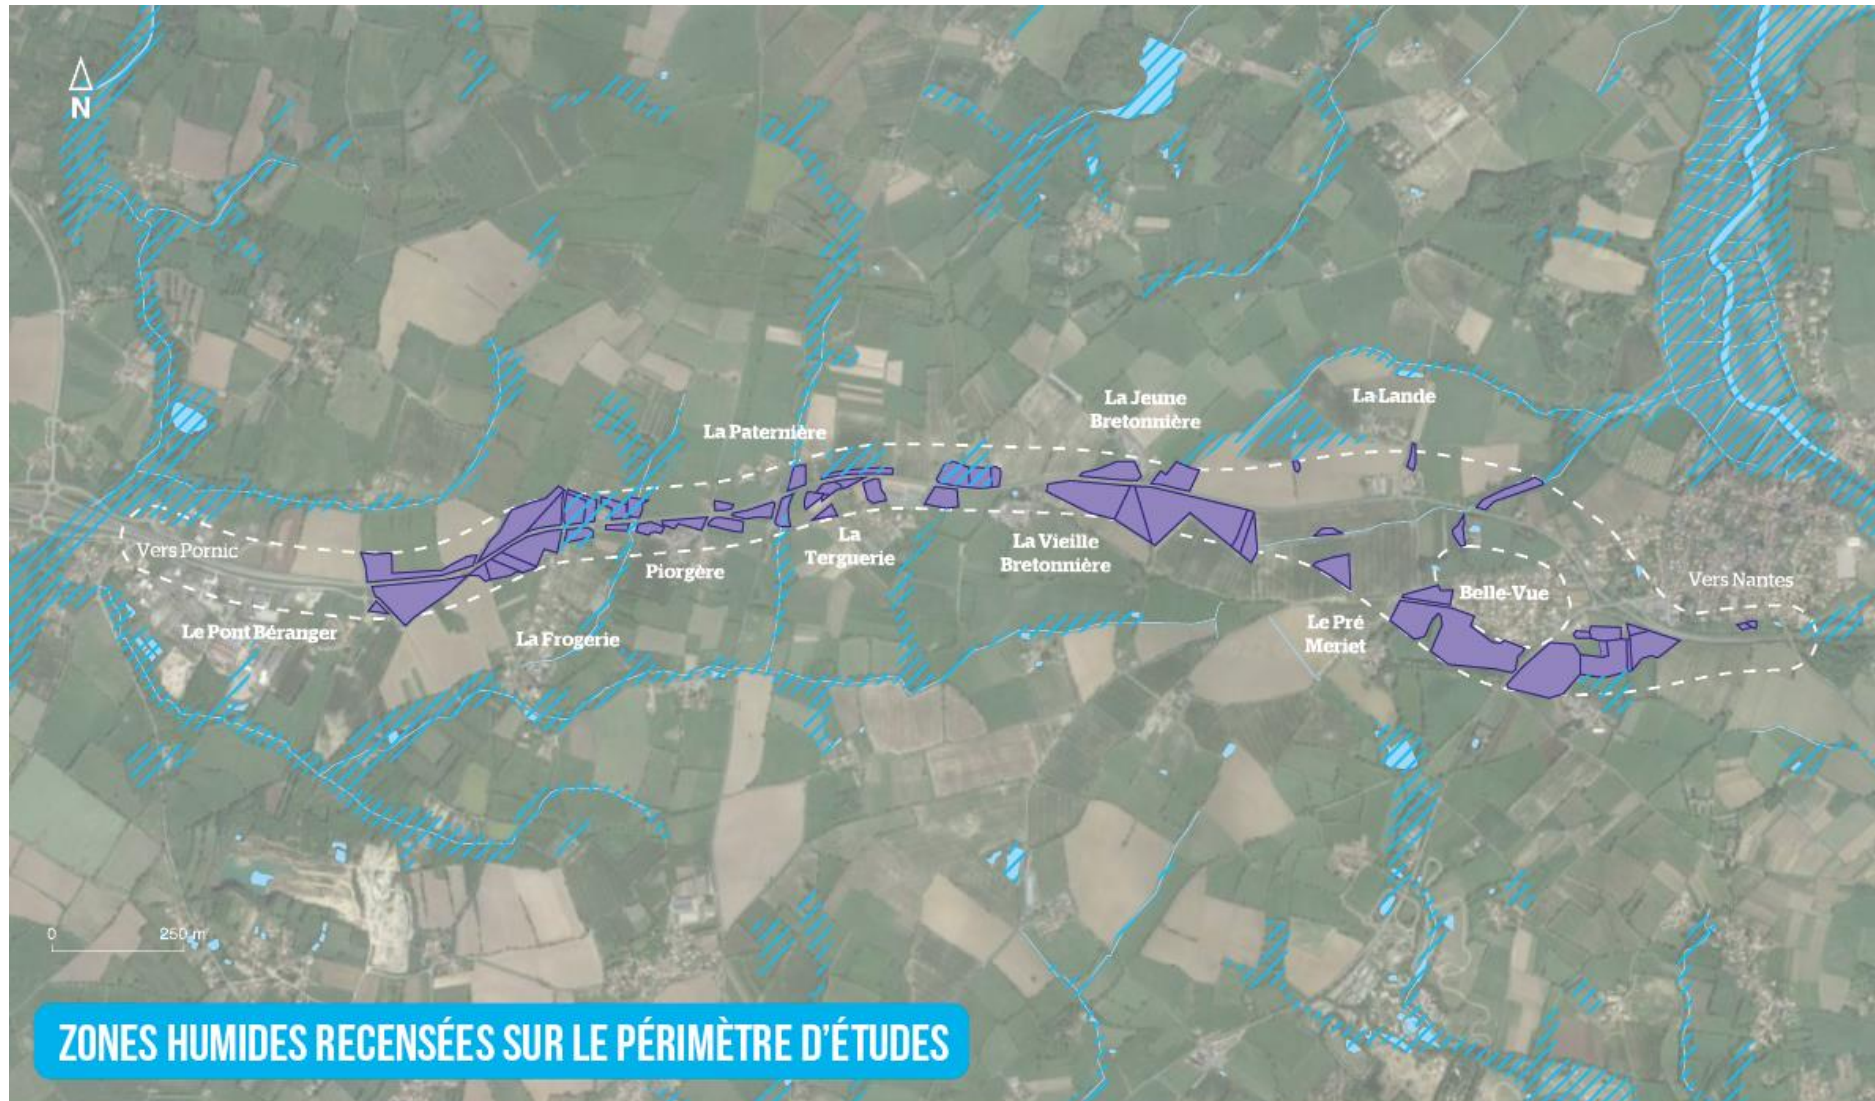 N
La Jeune
Bretonnière
La Lande
La Paternière
Vers Pornic
La
Terguerie
La Vieille
Bretonnière
Piorgère
Vers Nantes
Belle-Vue
Le Pont Béranger
La Frogerie
Le Pré
Meriet
0 250 m
ZONES HUMIDES RECENSÉES SUR LE PÉRIMÈTRE D'ÉTUDES